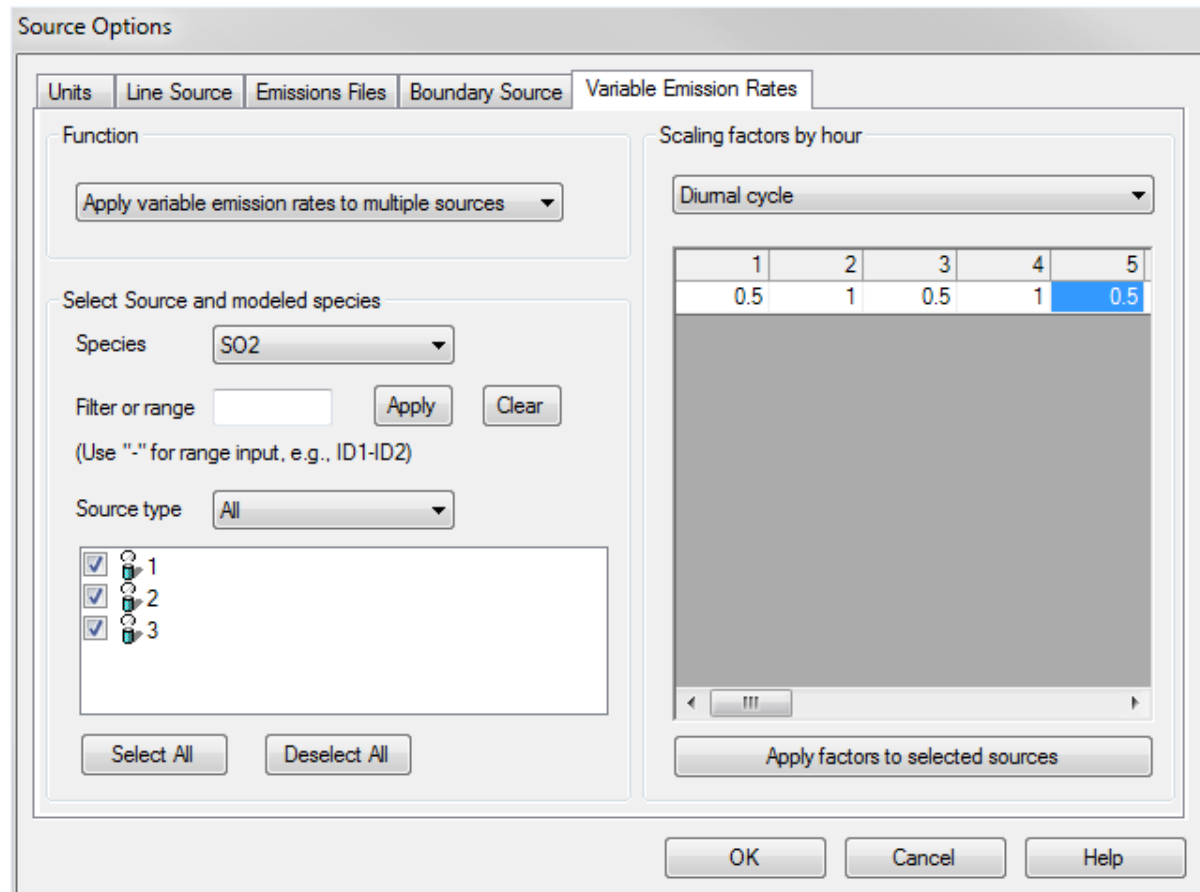 Source Options
Units Line Source Emissions Files Boundary Source Variable Emission Rates
Function
Apply variable emission rates to multiple sources
Select Source and modeled species
Species SO2
Filter or range Apply Clear
(Use "-" for range input, e.g., ID1-ID2)
Source type All
1
2
3
Select All Deselect All
Scaling factors by hour
Diurnal cycle
1 2 3 4 5
0.5 1 0.5 1 0.5
Apply factors to selected sources
OK Cancel Help